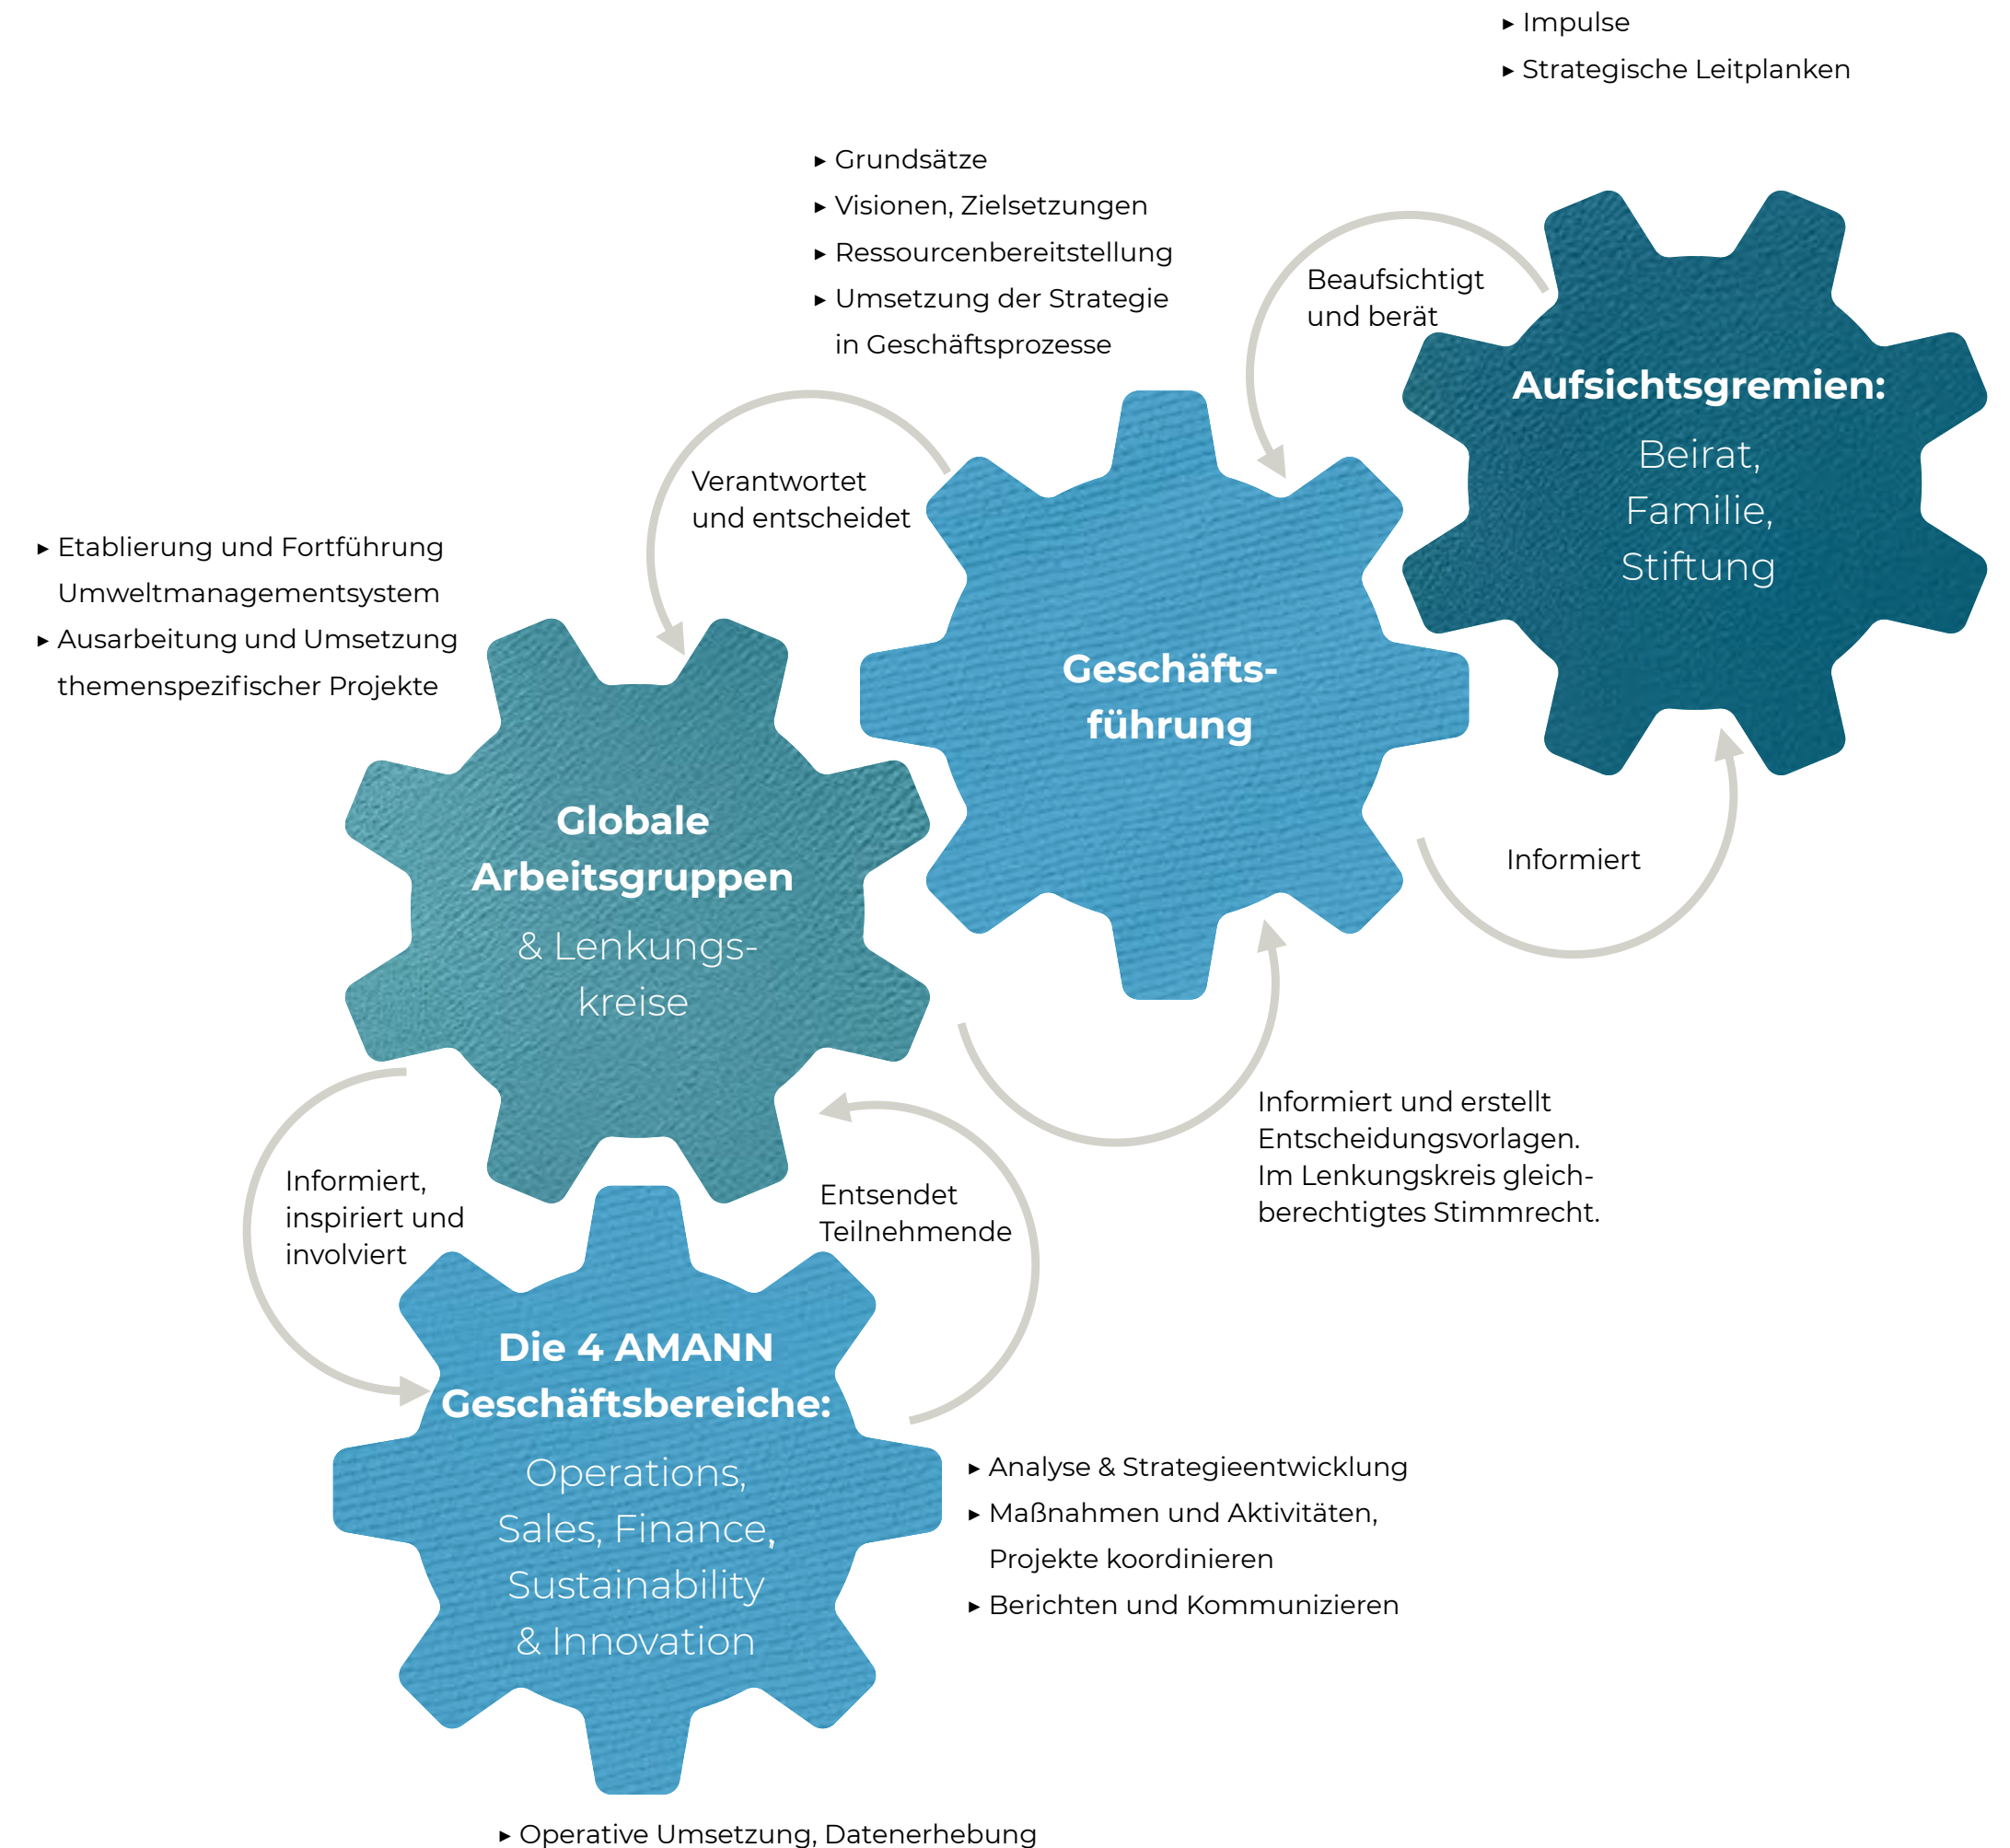 ▸ Impulse
▸ Strategische Leitplanken
▸ Grundsätze
▸ Visionen, Zielsetzungen
▸ Ressourcenbereitstellung
▸ Umsetzung der Strategie
in Geschäftsprozesse
Beaufsichtigt
und berät
Aufsichtsgremien:
Beirat,
Familie,
Stiftung
Verantwortet
und entscheidet
▸ Etablierung und Fortführung
Umweltmanagementsystem
▸ Ausarbeitung und Umsetzung
themenspezifischer Projekte
Geschäfts-
führung
Globale
Arbeitsgruppen
& Lenkungs-
kreise
Informiert
Informiert und erstellt
Entscheidungsvorlagen.
Im Lenkungskreis gleich-
berechtigtes Stimmrecht.
Informiert,
inspiriert und
involviert
Entsendet
Teilnehmende
Die 4 AMANN
Geschäftsbereiche:
Operations,
Sales, Finance,
Sustainability
& Innovation
▸ Analyse & Strategieentwicklung
▸ Maßnahmen und Aktivitäten,
Projekte koordinieren
▸ Berichten und Kommunizieren
▸ Operative Umsetzung, Datenerhebung